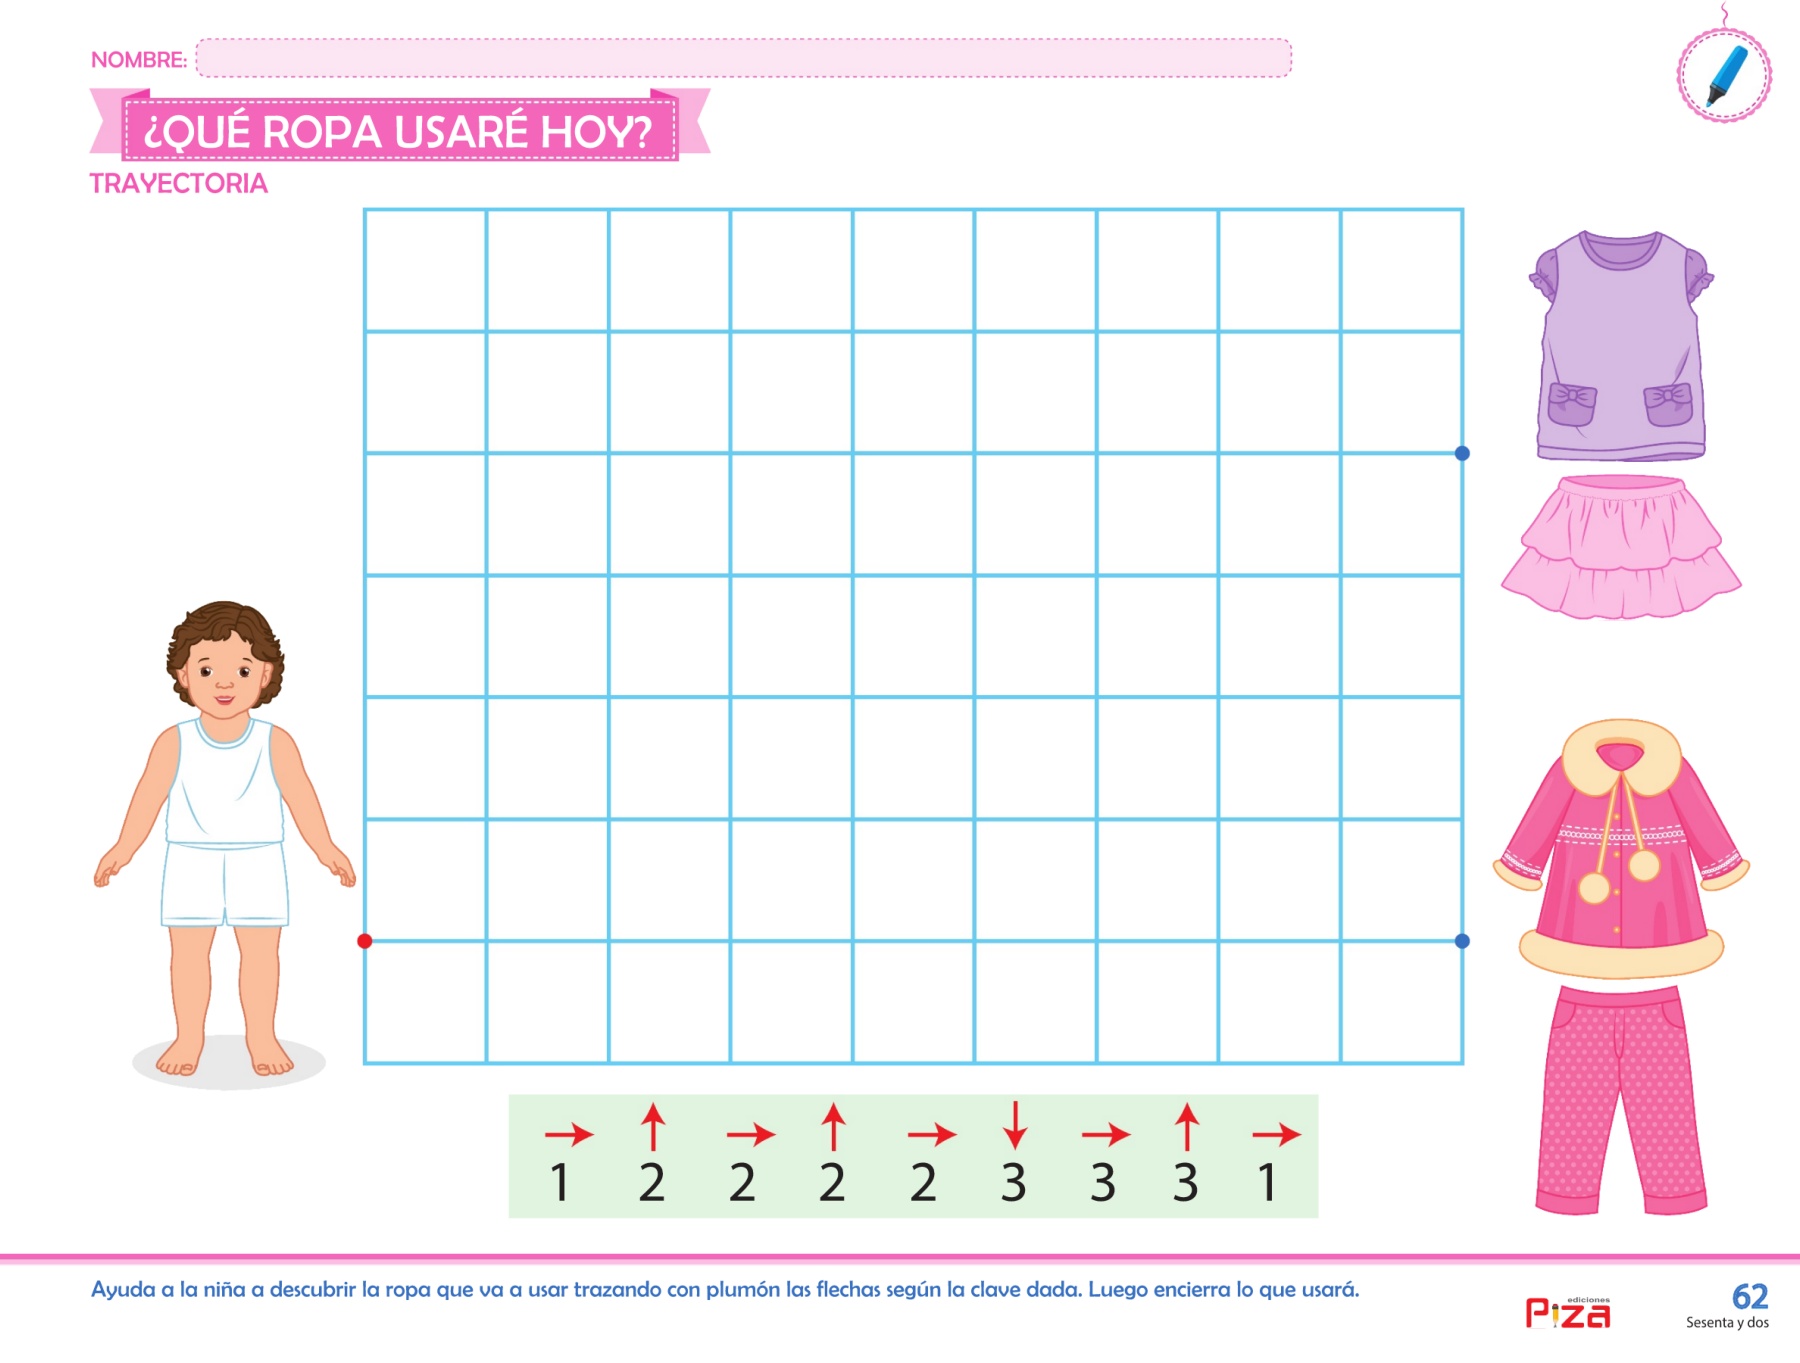 NOMBRE:
¿QUÉ ROPA USARÉ HOY?
TRAYECTORIA
1 2 2 2 2 3 3 3 1
Ayuda a la niña a descubrir la ropa que va a usar trazando con plumón las flechas según la clave dada. Luego encierra lo que usará.
ediciones
Piza
62
Sesenta y dos